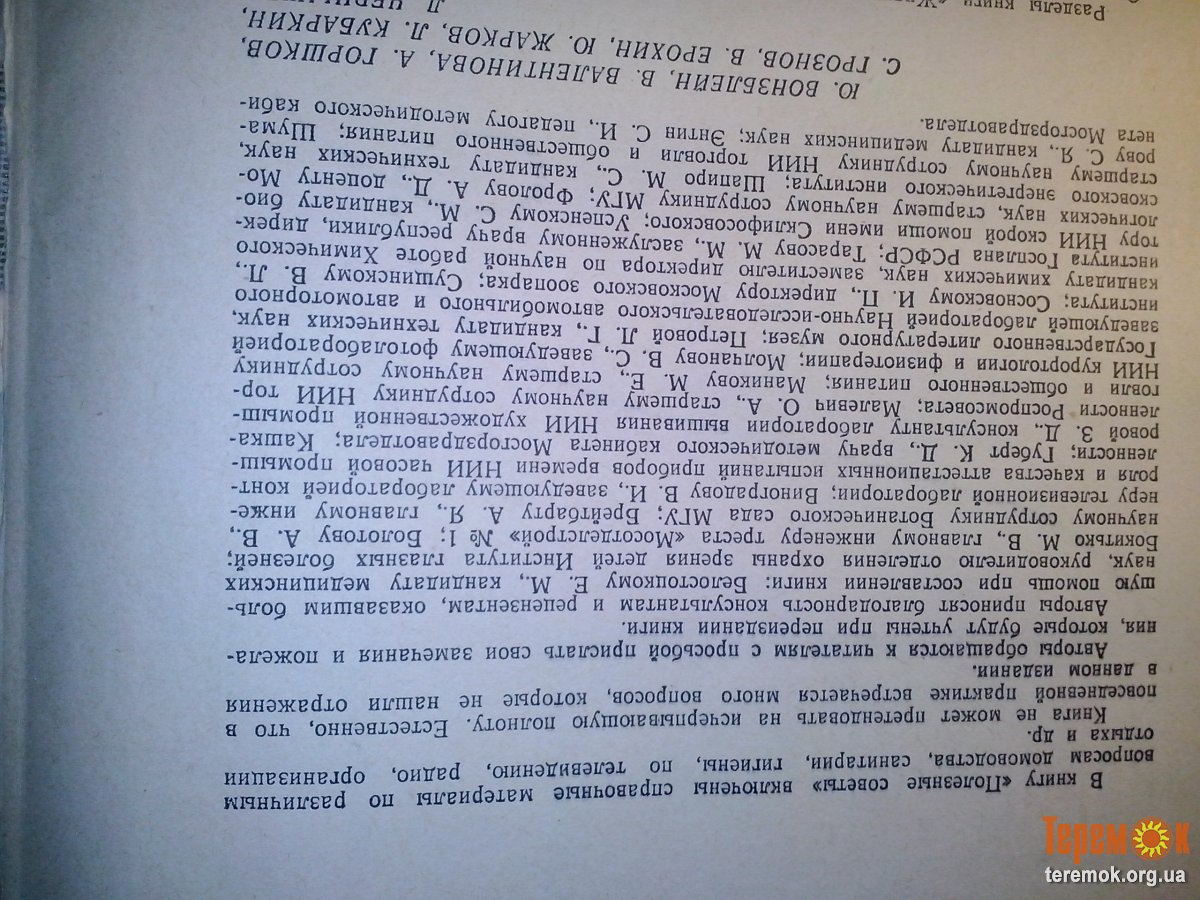 В книгу «Полезные советы» включены справочные материалы по различным
вопросам домоводства, санитарии, гигиены, по телевидению, радио, организации
отдыха и др.
Книга не может претендовать на исчерпывающую полноту. Естественно, что в
повседневной практике встречается много вопросов, которые не нашли отражения
в данном издании.
Авторы обращаются к читателям с просьбой прислать свои замечания и пожела-
ния, которые будут учтены при переиздании книги.
Авторы приносят благодарность консультантам и рецензентам, оказавшим боль-
шую помощь при составлении книги: Белостоцкому Е. М., кандидату медицинских
наук, руководителю отделения охраны зрения детей Института глазных болезней;
Бокитько М. В., главному инженеру треста «Мосотделстрой» № 1; Болотову А. В.,
научному сотруднику Ботанического сада МГУ; Брейтбарту А. Я., главному инже-
неру телевизионной лаборатории; Виноградову В. И., заведующему лабораторией конт-
роля и качества аттестационных испытаний приборов времени НИИ часовой промыш-
ленности; Губерт К. Д., врачу методического кабинета Мосгорздравотдела; Кашка-
ровой З. Д., консультанту лаборатории вышивания НИИ художественной промыш-
ленности Роспромсовета; Малевич О. А., старшему научному сотруднику НИИ тор-
говли и общественного питания; Маникову М. Е., старшему научному сотруднику
НИИ курортологии и физиотерапии; Молчанову В. С., заведующему фотолабораторией
Государственного литературного музея; Петровой Л. Г., кандидату технических наук,
заведующей лабораторией Научно-исследовательского автомобильного и автомоторного
института; Сосновскому И. П., директору Московского зоопарка; Сущинскому В. Л.,
кандидату химических наук, заместителю директора по научной работе Химического
института Госплана РСФСР; Тарасову М. М., заслуженному врачу республики, дирек-
тору НИИ скорой помощи имени Склифосовского; Успенскому С. М., кандидату био-
логических наук, старшему научному сотруднику МГУ; Фролову А. Д., доценту Мо-
сковского энергетического института; Шапиро М. С., кандидату технических наук,
старшему научному сотруднику НИИ торговли и общественного питания; Шума-
рову С. Я., кандидату медицинских наук; Энтин С. И., педагогу методического каби-
нета Мосгорздравотдела.
Ю. ВОНЗБЛЕЙН, В. ВАЛЕНТИНОВА, А. ГОРШКОВ,
С. ГРОЗНОВ, В. ЕРОХИН, Ю. ЖАРКОВ, Л. КУБАРКИН,
Разделы книги
Терем к
teremok.org.ua